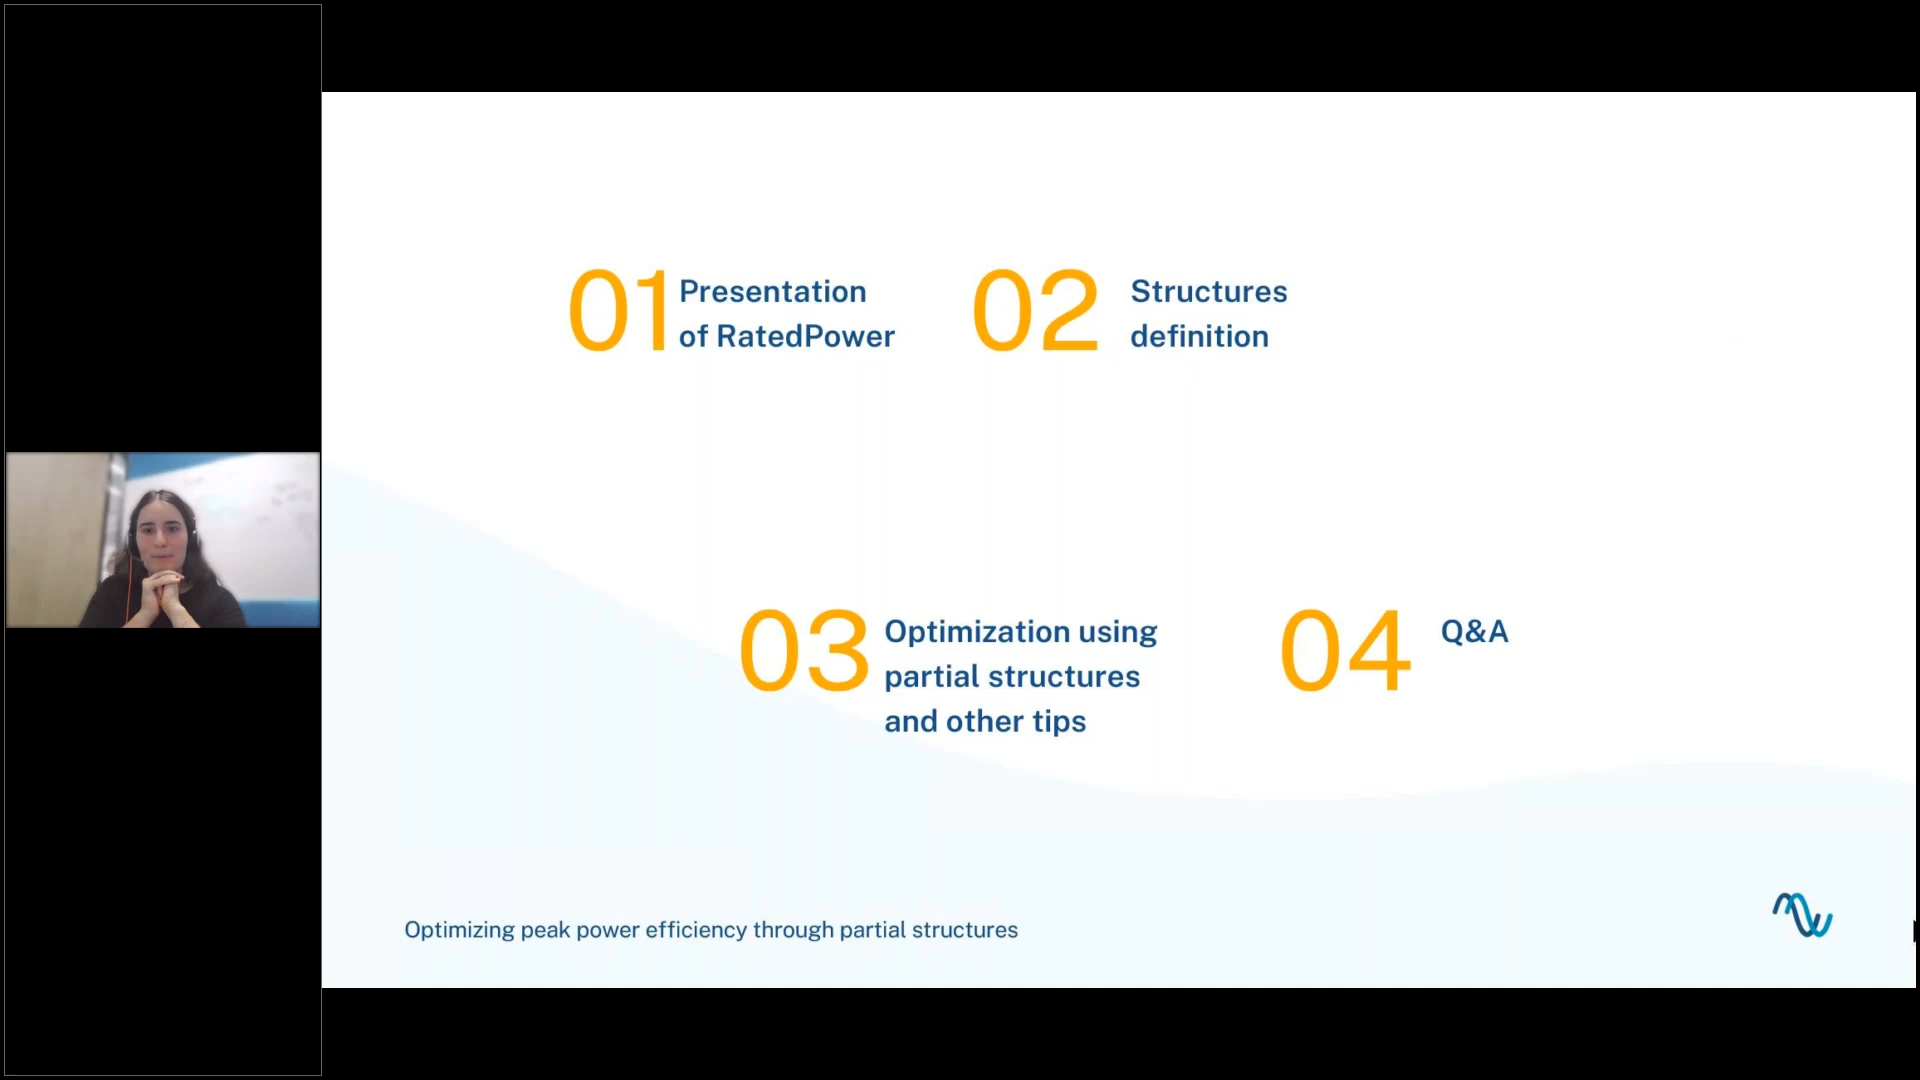 01
Presentation
of RatedPower
02
Structures
definition
03
Optimization using
partial structures
and other tips
04
Q&A
Optimizing peak power efficiency through partial structures